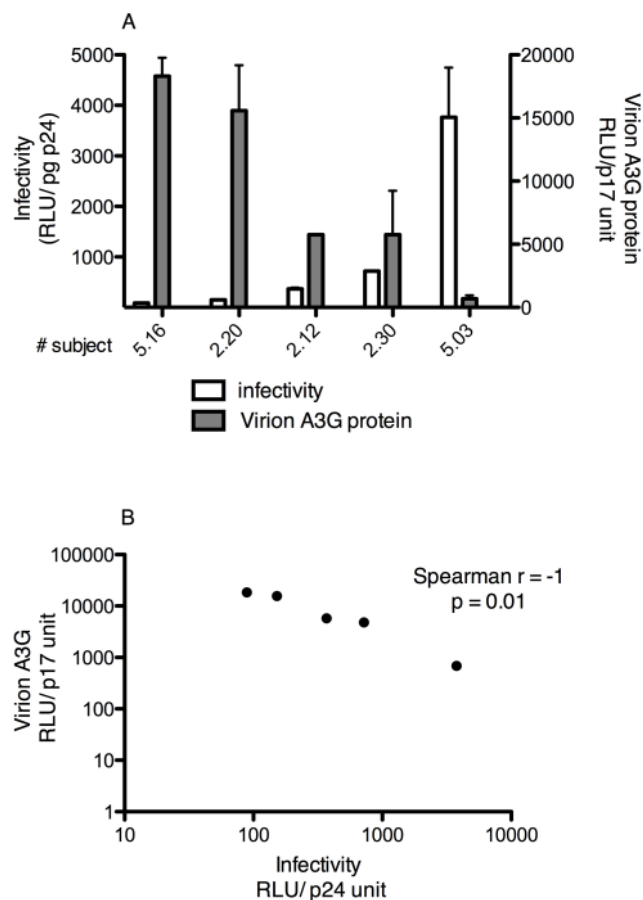 A
5000
4000
3000
2000
1000
Infectivity
(RLU/ pg p24)
20000
15000
10000
5000
0
Virion A3G protein
RLU/p17 unit
# subject
5.16
2.20
2.12
2.30
5.03
infectivity
Virion A3G protein
B
100000
10000
1000
100
10
1
Virion A3G
RLU/ p17 unit
Spearman r = -1
p = 0.01
10
100
1000
10000
Infectivity
RLU/ p24 unit